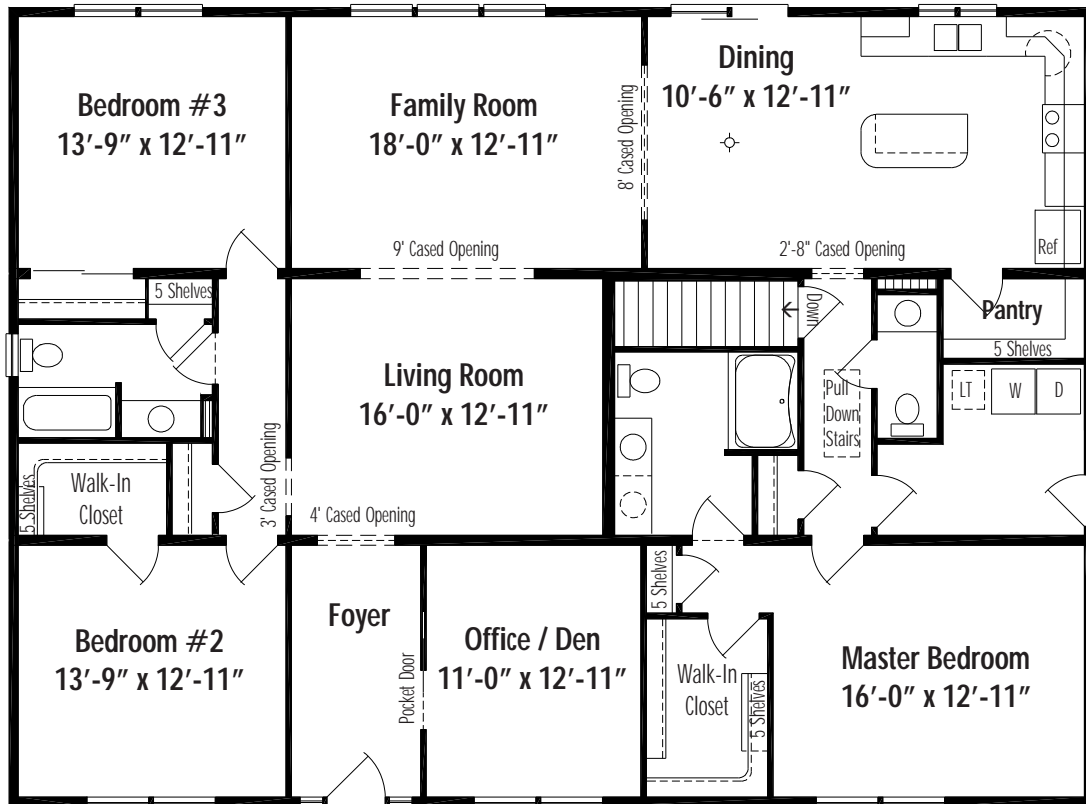 Bedroom #3
13'-9" x 12'-11"
Family Room
18'-0" x 12'-11"
Dining
10'-6" x 12'-11"
8' Cased Opening
9' Cased Opening
2'-8" Cased Opening
Ref
5 Shelves
Down
Pantry
5 Shelves
Living Room
16'-0" x 12'-11"
Pull
Down
Stairs
LT
W
D
5 Shelves
Walk-In
Closet
3' Cased Opening
4' Cased Opening
Bedroom #2
13'-9" x 12'-11"
Foyer
Pocket Door
Office / Den
11'-0" x 12'-11"
5 Shelves
Walk-In
Closet
5 Shelves
Master Bedroom
16'-0" x 12'-11"